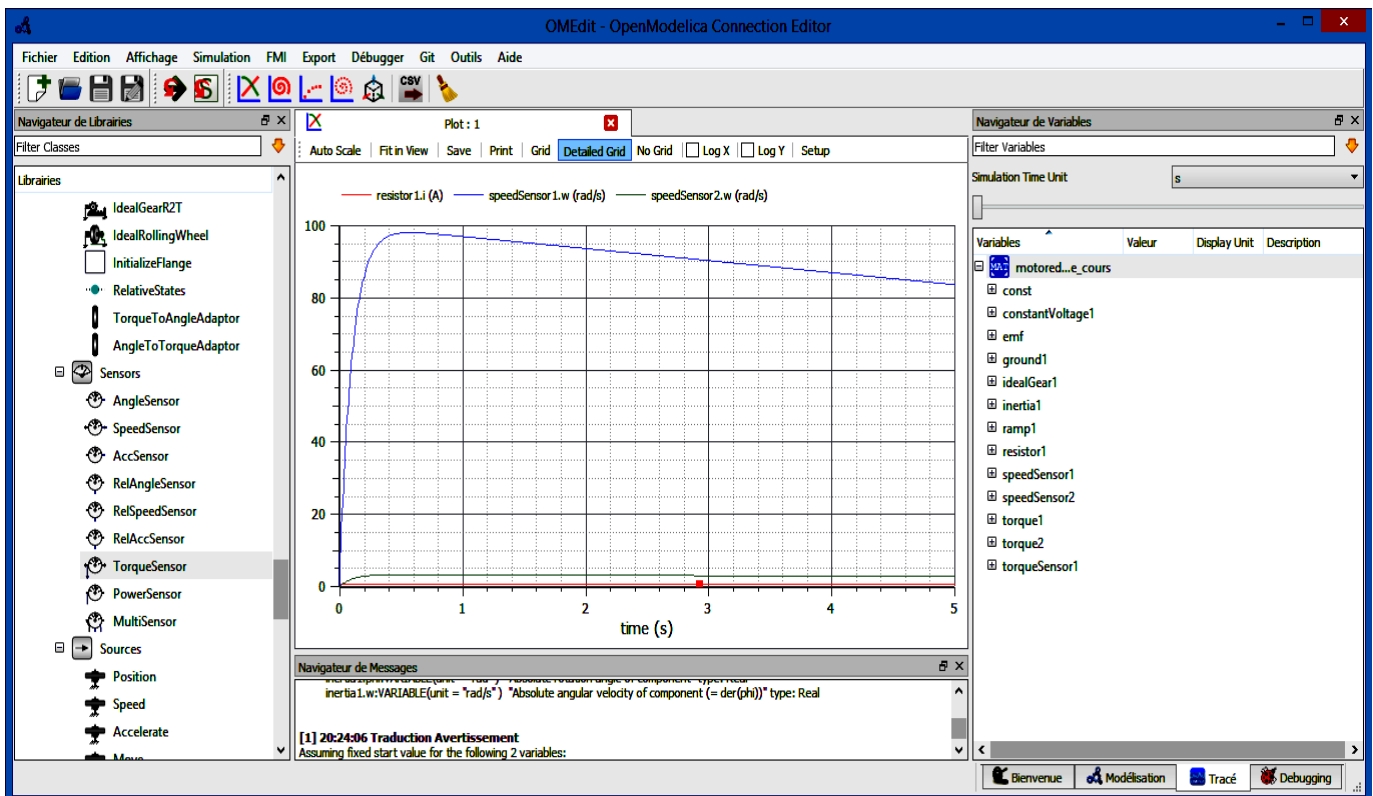 OMEdit - OpenModelica Connection Editor
Fichier Edition Affichage Simulation FMI Export Débugger Git Outils Aide
CSV
Navigateur de Librairies
Filter Classes
Librairies
IdealGearR2T
IdealRollingWheel
InitializeFlange
RelativeStates
TorqueToAngleAdaptor
AngleToTorqueAdaptor
Sensors
AngleSensor
SpeedSensor
AccSensor
RelAngleSensor
RelSpeedSensor
RelAccSensor
TorqueSensor
PowerSensor
MultiSensor
Sources
Position
Speed
Accelerate
Move
Plot : 1
Auto Scale Fit in View Save Print Grid Detailed Grid No Grid Log X Log Y Setup
resistor1.i (A) speedSensor1.w (rad/s) speedSensor2.w (rad/s)
100
80
60
40
20
0
0 1 2 3 4 5
time (s)
Navigateur de Messages
inertia1.w:VARIABLE(unit = "rad/s" ) "Absolute angular velocity of component (= der(phi))" type: Real
[1] 20:24:06 Traduction Avertissement
Assuming fixed start value for the following 2 variables:
Navigateur de Variables
Filter Variables
Simulation Time Unit s
Variables Valeur Display Unit Description
MAT motored...e_cours
const
constantVoltage1
emf
ground1
idealGear1
inertia1
ramp1
resistor1
speedSensor1
speedSensor2
torque1
torque2
torqueSensor1
Bienvenue Modélisation Tracé Debugging